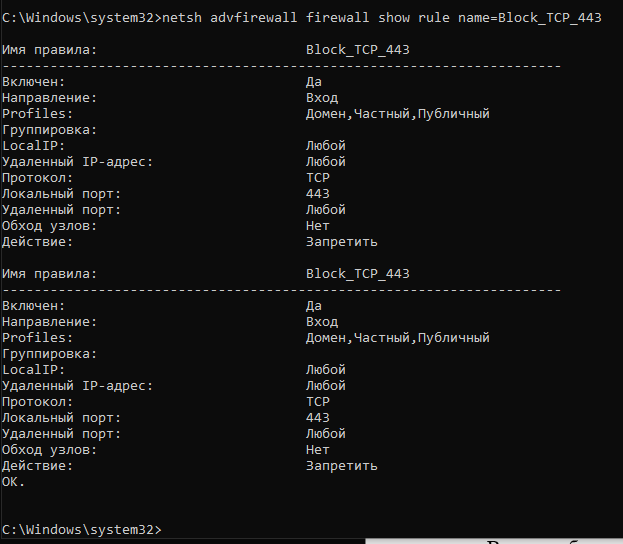 C:\Windows\system32>netsh advfirewall firewall show rule name=Block_TCP_443
Имя правила: Block_TCP_443
----------------------------------------------------------------------
Включен: Да
Направление: Вход
Profiles: Домен,Частный,Публичный
Группировка:
LocalIP: Любой
Удаленный IP-адрес: Любой
Протокол: TCP
Локальный порт: 443
Удаленный порт: Любой
Обход узлов: Нет
Действие: Запретить
Имя правила: Block_TCP_443
----------------------------------------------------------------------
Включен: Да
Направление: Вход
Profiles: Домен,Частный,Публичный
Группировка:
LocalIP: Любой
Удаленный IP-адрес: Любой
Протокол: TCP
Локальный порт: 443
Удаленный порт: Любой
Обход узлов: Нет
Действие: Запретить
ОК.
C:\Windows\system32>